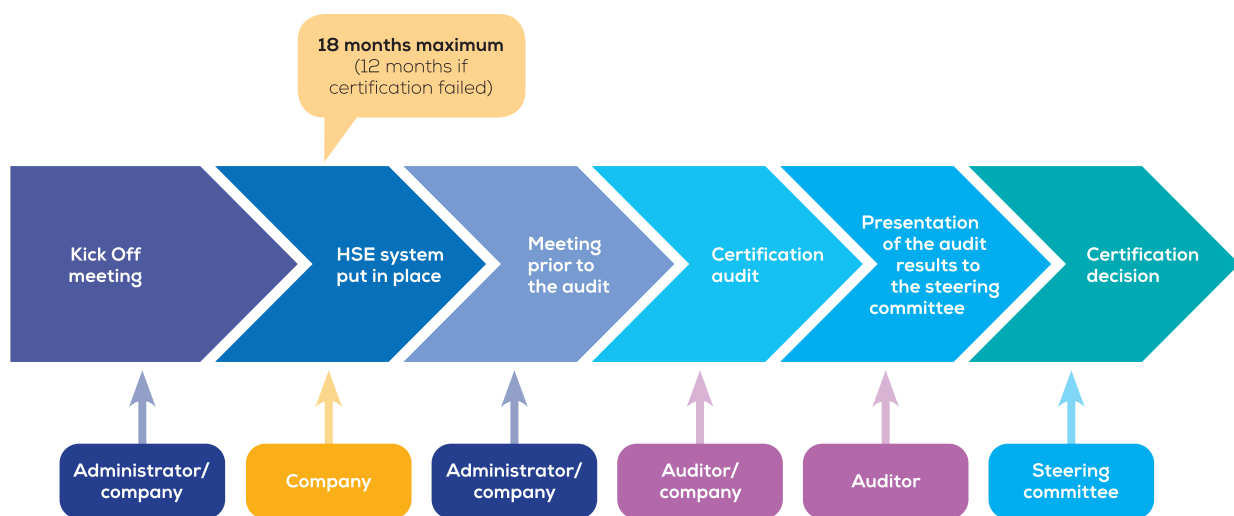 18 months maximum
(12 months if
certification failed)
Kick Off
meeting
HSE system
put in place
Meeting
prior to
the audit
Certification
audit
Presentation
of the audit
results to
the steering
committee
Certification
decision
Administrator/
company
Company
Administrator/
company
Auditor/
company
Auditor
Steering
committee